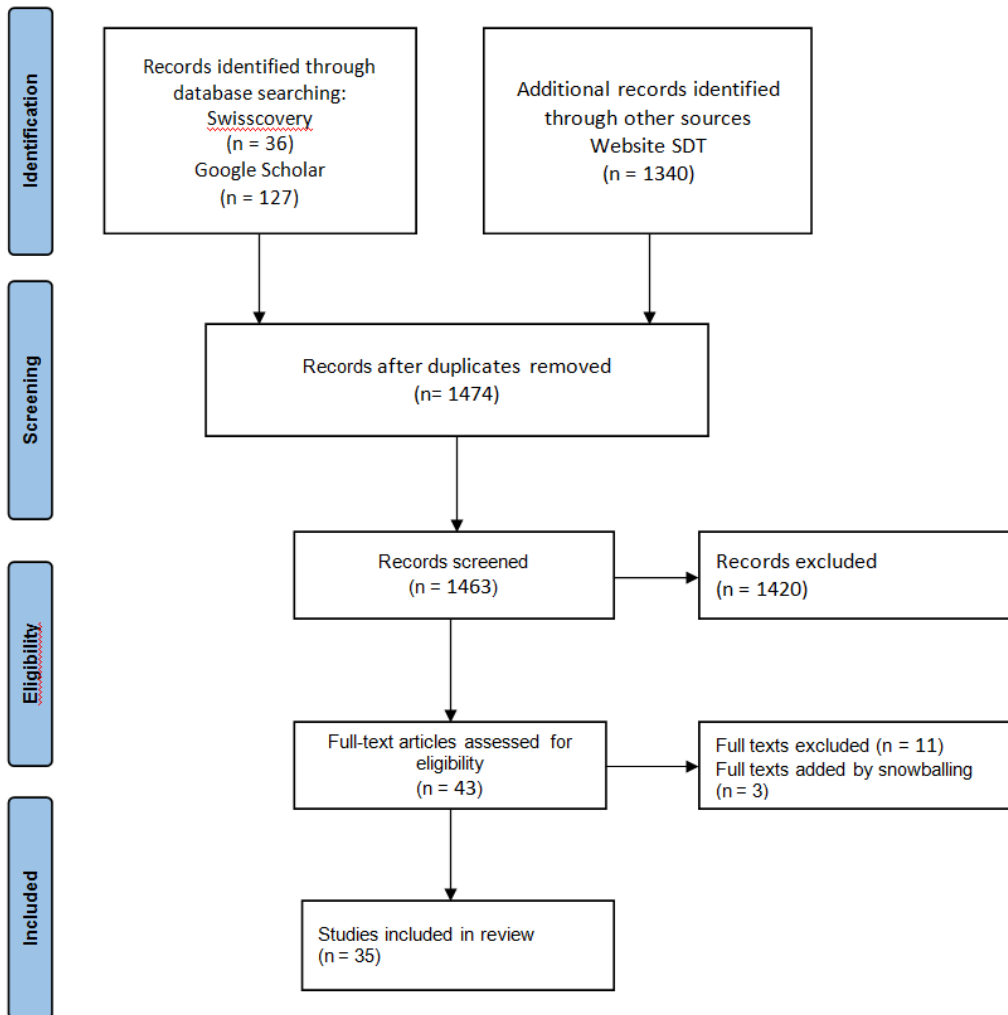 Identification
Records identified through
database searching:
Swisscovery
(n = 36)
Google Scholar
(n = 127)
Additional records identified
through other sources
Website SDT
(n = 1340)
Screening
Records after duplicates removed
(n= 1474)
Records screened
(n = 1463)
Records excluded
(n = 1420)
Eligibility
Full-text articles assessed for
eligibility
(n = 43)
Full texts excluded (n = 11)
Full texts added by snowballing
(n = 3)
Included
Studies included in review
(n = 35)